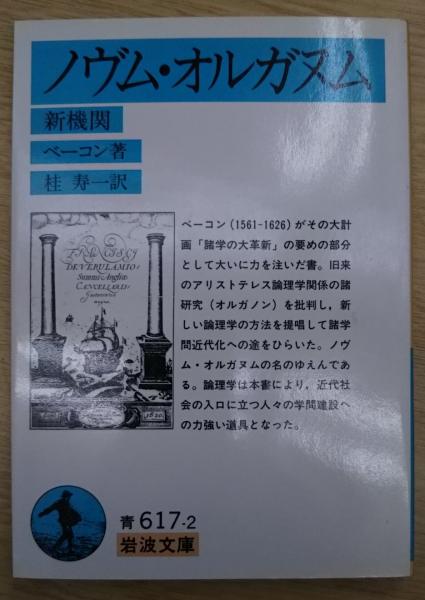 ノヴム・オルガヌム
新機関
ベーコン著
桂 寿一訳
ベーコン(1561-1626)がその大計
画「諸学の大革新」の要めの部分
として大いに力を注いだ書。旧来
のアリストテレス論理学関係の諸
研究(オルガノン)を批判し,新し
い論理学の方法を提唱して諸学
問近代化への途をひらいた。ノヴ
ム・オルガヌムの名のゆえんであ
る。論理学は本書により,近代社
会の入口に立つ人々の学問建設へ
の力強い道具となった。
FRANCISCI
DE VERULAMIO
Summi Angliæ
CANCELLARIJ
1620
青 617-2
岩波文庫